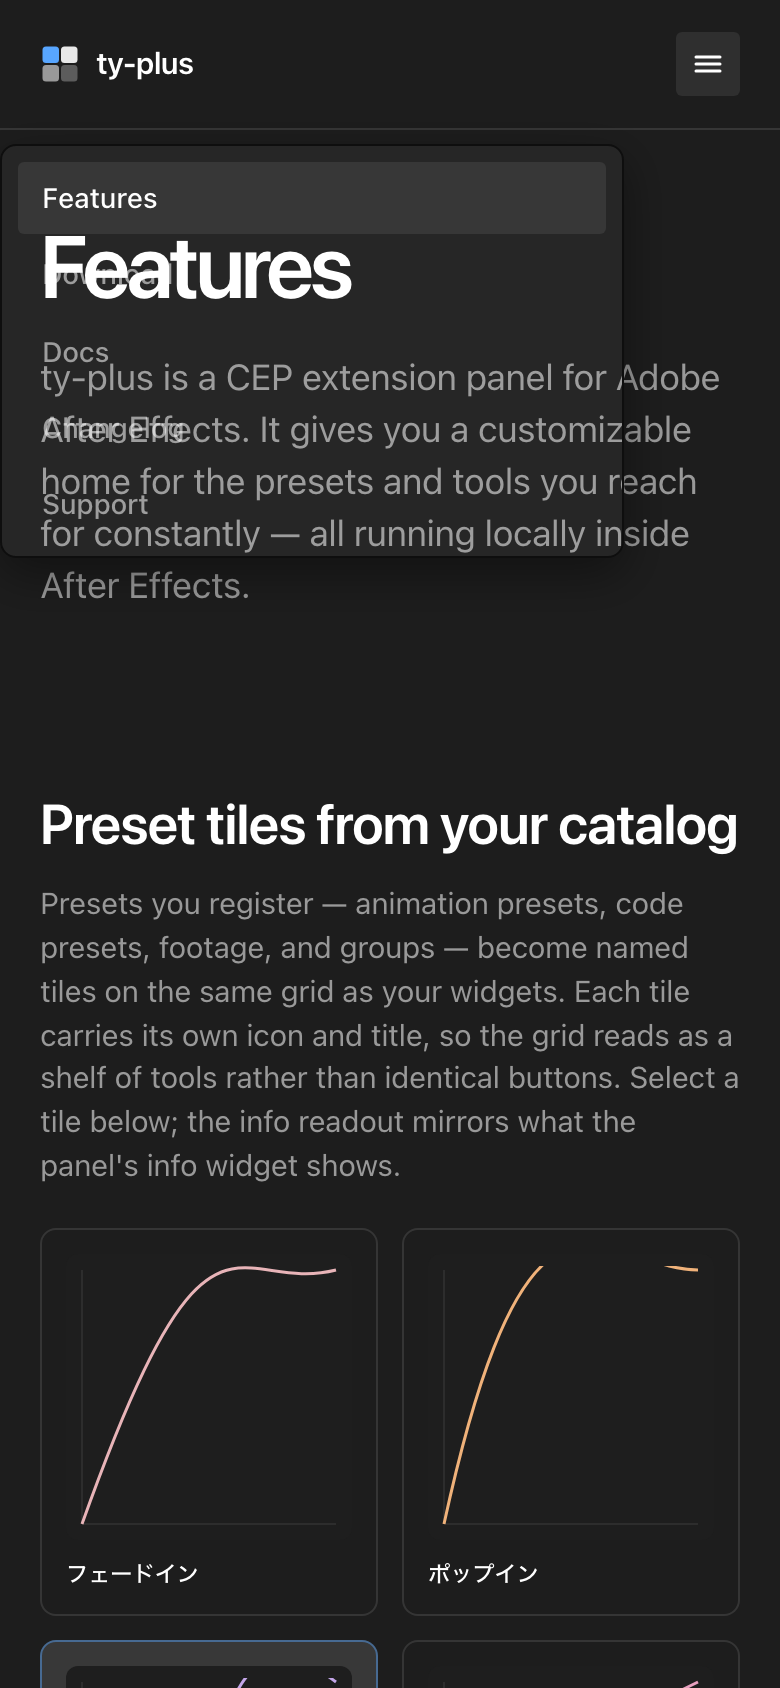 ty-plus
Features
Features
Download
Docs
ty-plus is a CEP extension panel for Adobe
Changelog
After Effects. It gives you a customizable
home for the presets and tools you reach
Support
for constantly — all running locally inside
After Effects.
Preset tiles from your catalog
Presets you register — animation presets, code
presets, footage, and groups — become named
tiles on the same grid as your widgets. Each tile
carries its own icon and title, so the grid reads as a
shelf of tools rather than identical buttons. Select a
tile below; the info readout mirrors what the
panel's info widget shows.
フェードイン
ポップイン